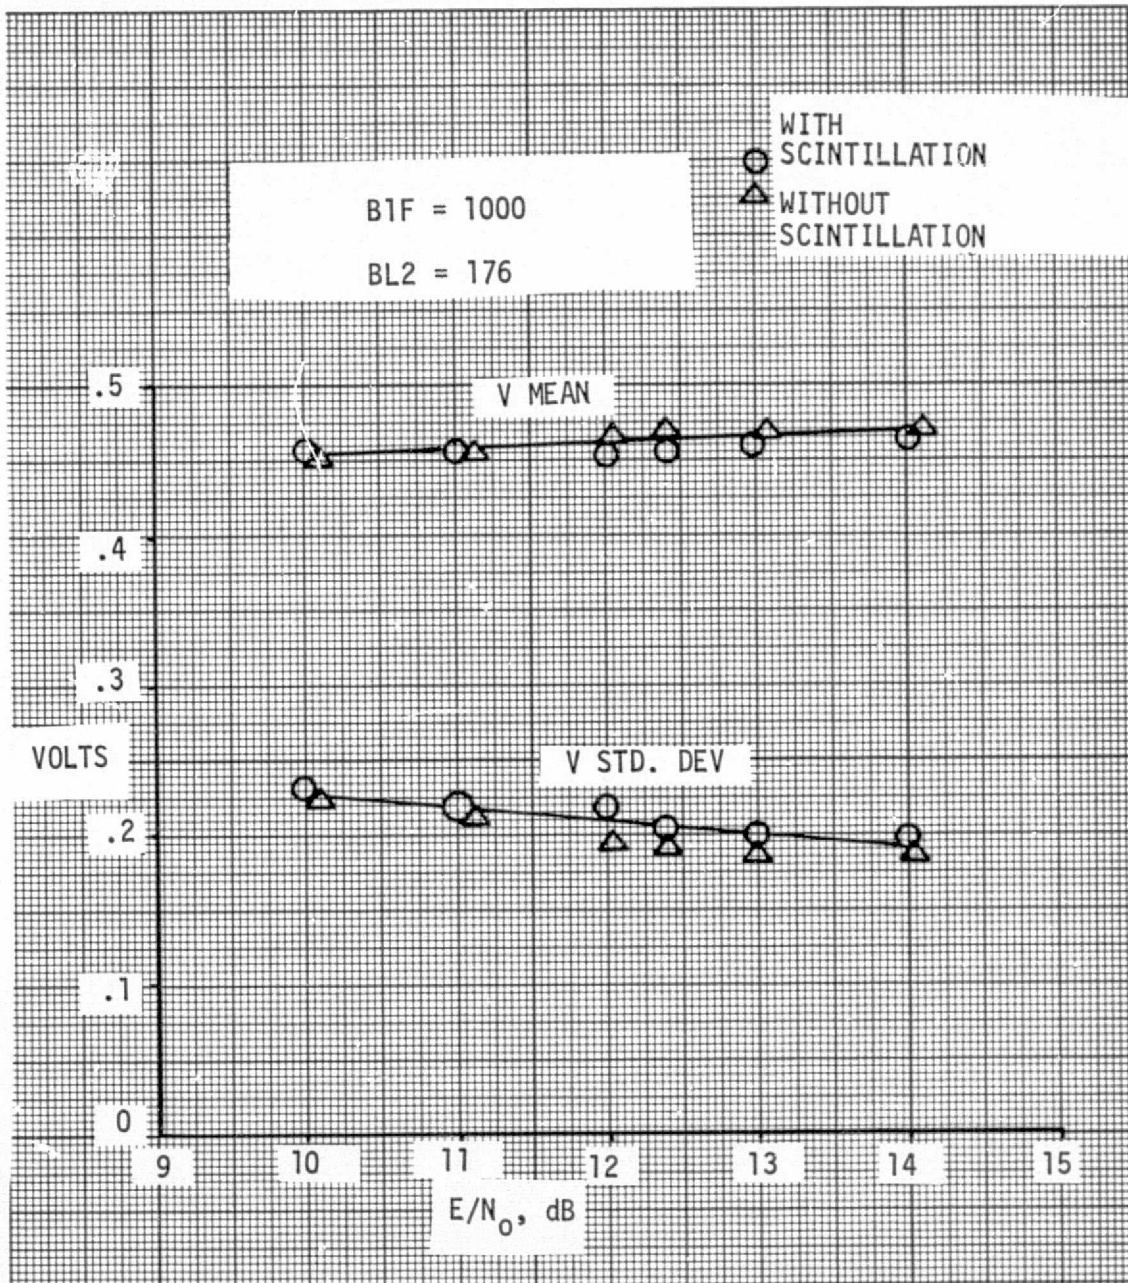 WITH
SCINTILLATION
WITHOUT
SCINTILLATION
B1F = 1000
BL2 = 176
.5
V MEAN
.4
.3
VOLTS
V STD. DEV
.2
.1
0
9 10 11 12 13 14 15
E/N₀, dB